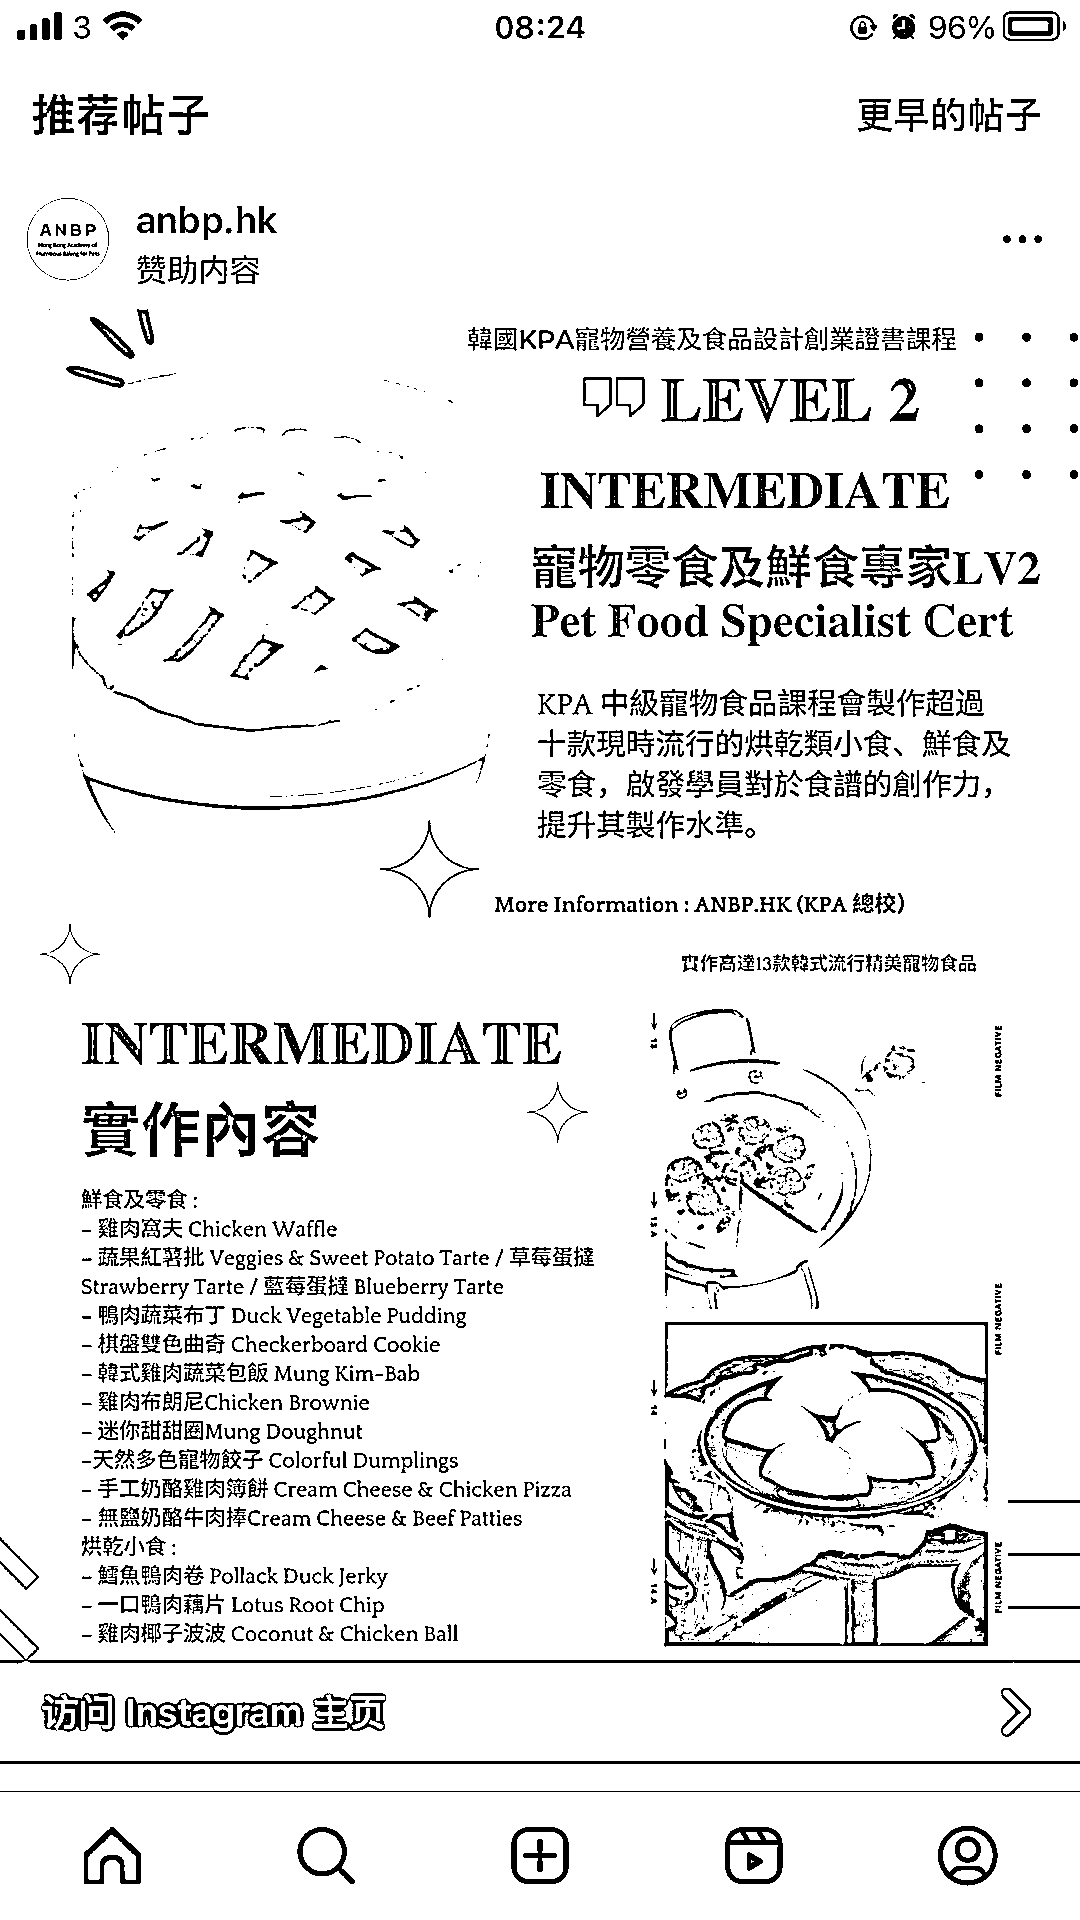 3 08:24 96%
推荐帖子 更早的帖子
ANBP
Hong Kong Academy of
Nutritious Baking for Pets
anbp.hk
赞助内容
韓國KPA寵物營養及食品設計創業證書課程
LEVEL 2
INTERMEDIATE
寵物零食及鮮食專家LV2
Pet Food Specialist Cert
KPA 中級寵物食品課程會製作超過
十款現時流行的烘乾類小食、鮮食及
零食，啟發學員對於食譜的創作力，
提升其製作水準。
More Information : ANBP.HK (KPA 總校)
實作高達13款韓式流行精美寵物食品
INTERMEDIATE
實作內容
鮮食及零食 :
- 雞肉窩夫 Chicken Waffle
- 蔬果紅薯批 Veggies & Sweet Potato Tarte / 草莓蛋撻
Strawberry Tarte / 藍莓蛋撻 Blueberry Tarte
- 鴨肉蔬菜布丁 Duck Vegetable Pudding
- 棋盤雙色曲奇 Checkerboard Cookie
- 韓式雞肉蔬菜包飯 Mung Kim-Bab
- 雞肉布朗尼Chicken Brownie
- 迷你甜甜圈Mung Doughnut
-天然多色寵物餃子 Colorful Dumplings
- 手工奶酪雞肉簿餅 Cream Cheese & Chicken Pizza
- 無鹽奶酪牛肉捧Cream Cheese & Beef Patties
烘乾小食 :
- 鱈魚鴨肉卷 Pollack Duck Jerky
- 一口鴨肉藕片 Lotus Root Chip
- 雞肉椰子波波 Coconut & Chicken Ball
FILM NEGATIVE
FILM NEGATIVE
FILM NEGATIVE
访问 Instagram 主页